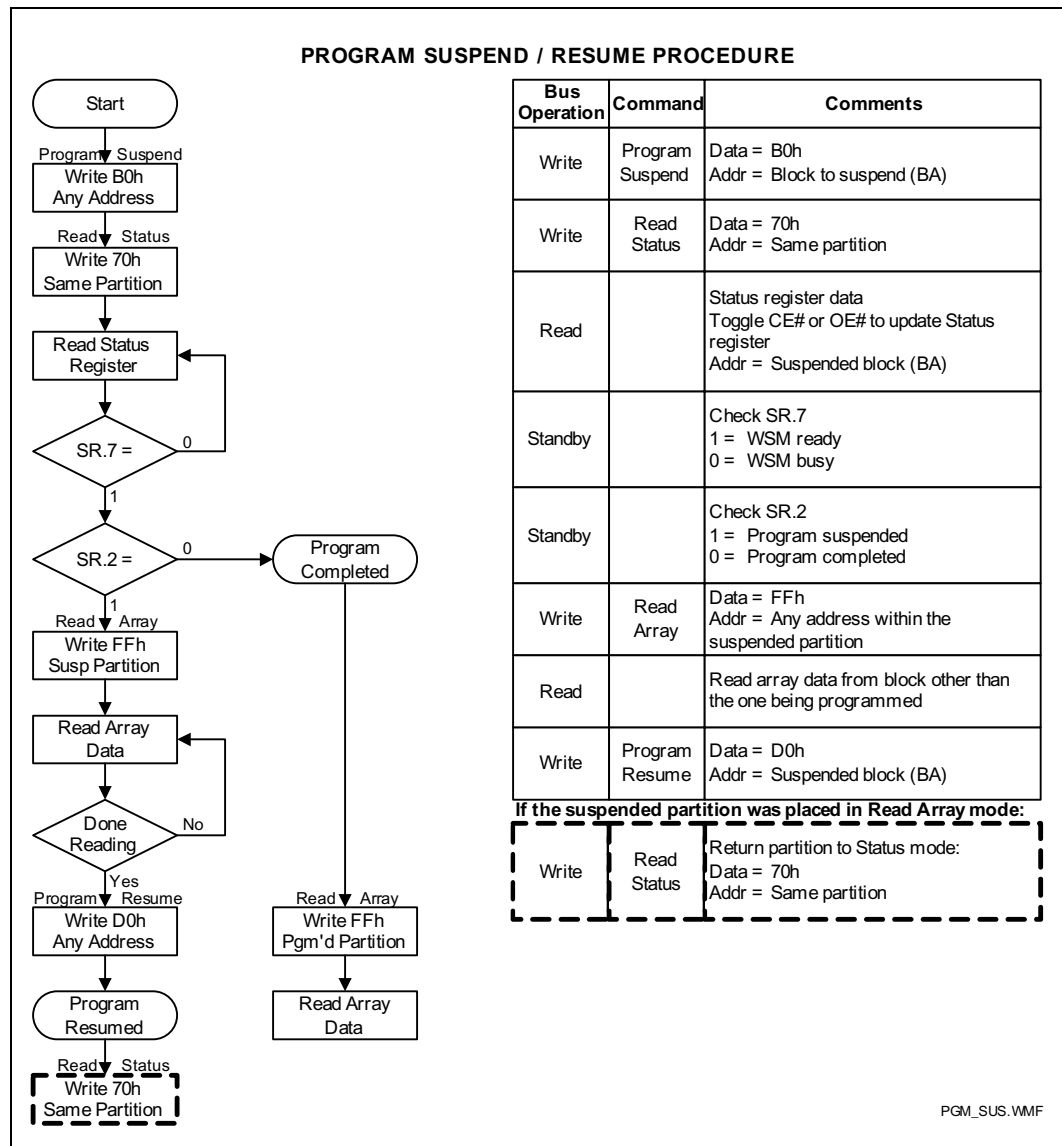 PROGRAM SUSPEND / RESUME PROCEDURE
Start
Program Suspend
Write B0h
Any Address
Read Status
Write 70h
Same Partition
Read Status
Register
SR.7 =
0
1
SR.2 =
0
1
Program
Completed
Read Array
Write FFh
Susp Partition
Read Array
Data
Done
Reading
No
Yes
Program Resume
Write D0h
Any Address
Program
Resumed
Read Status
Write 70h
Same Partition
Read Array
Write FFh
Pgm'd Partition
Read Array
Data
Bus
Operation
Command
Comments
Write
Program
Suspend
Data = B0h
Addr = Block to suspend (BA)
Write
Read
Status
Data = 70h
Addr = Same partition
Read
Status register data
Toggle CE# or OE# to update Status
register
Addr = Suspended block (BA)
Standby
Check SR.7
1 = WSM ready
0 = WSM busy
Standby
Check SR.2
1 = Program suspended
0 = Program completed
Write
Read
Array
Data = FFh
Addr = Any address within the
suspended partition
Read
Read array data from block other than
the one being programmed
Write
Program
Resume
Data = D0h
Addr = Suspended block (BA)
If the suspended partition was placed in Read Array mode:
Write
Read
Status
Return partition to Status mode:
Data = 70h
Addr = Same partition
PGM_SUS.WMF